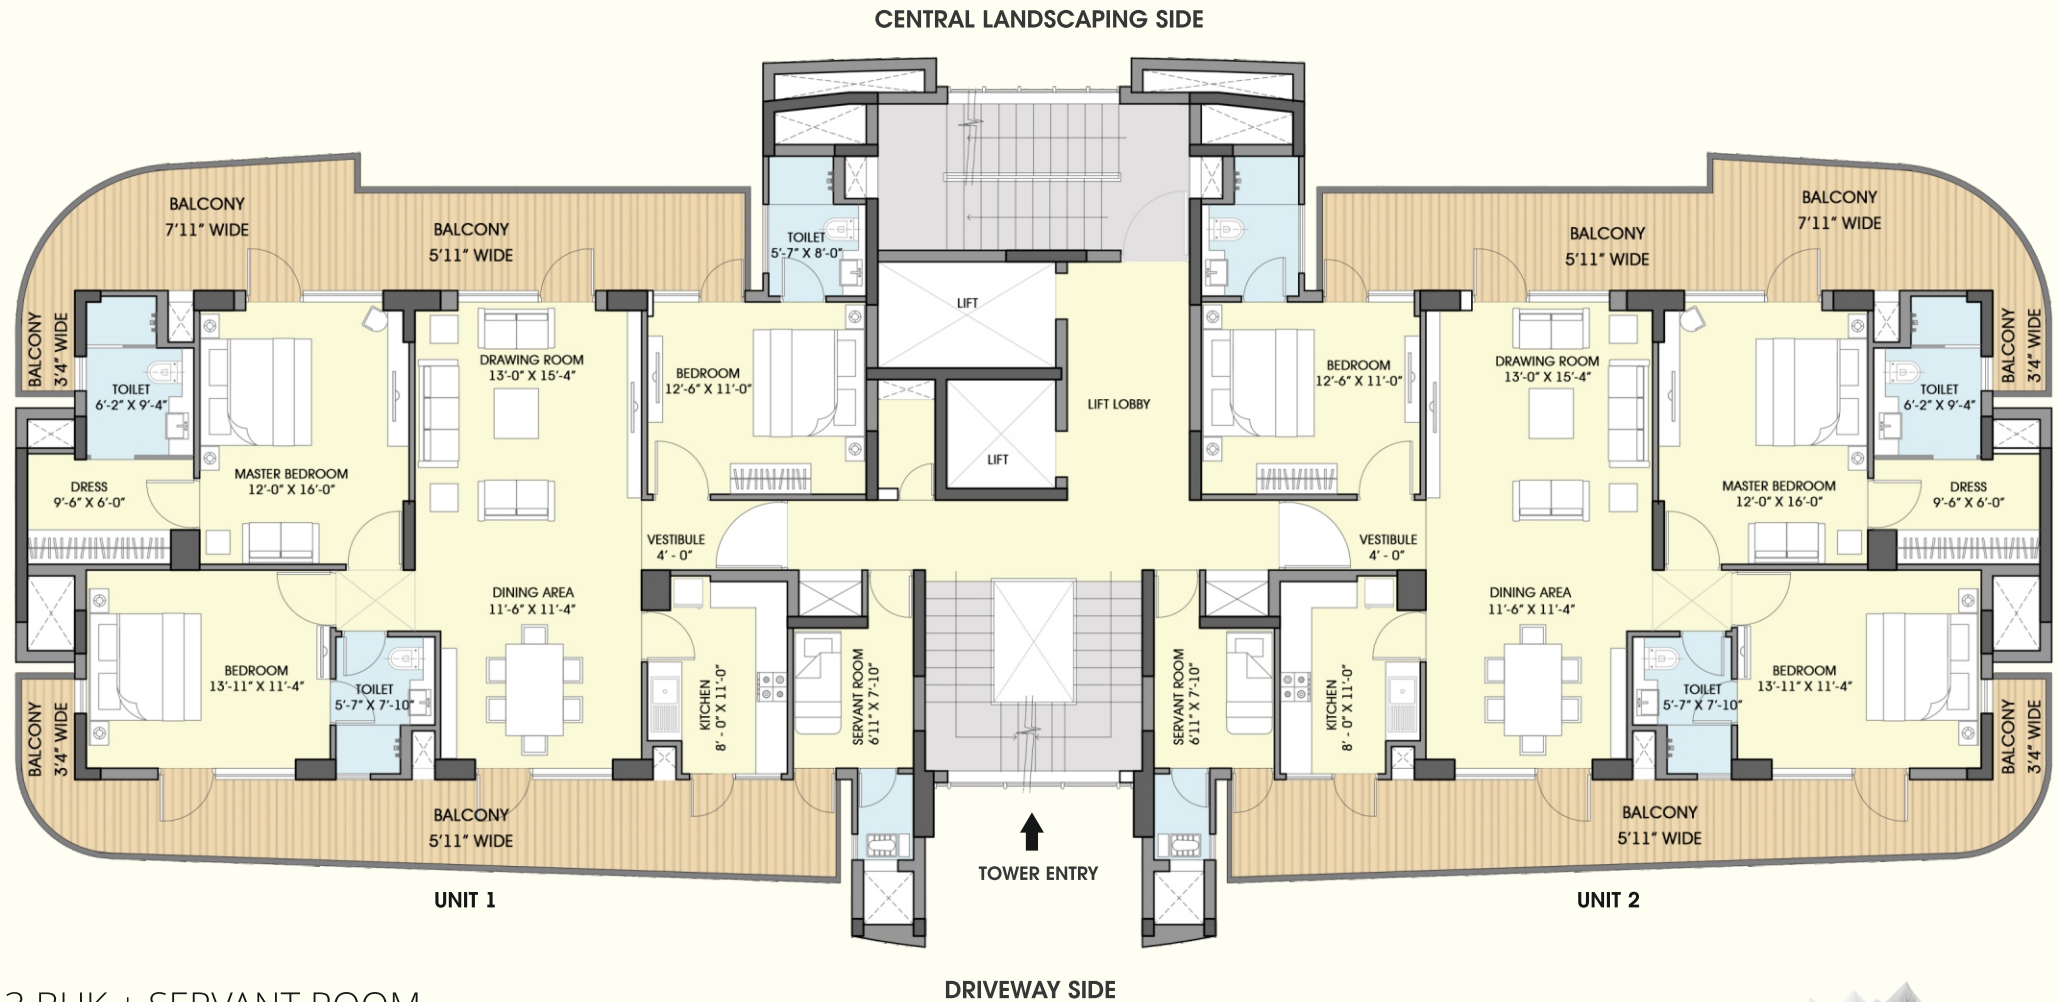 CENTRAL LANDSCAPING SIDE
BALCONY
7'11" WIDE
BALCONY
5'11" WIDE
TOILET
5'-7" X 8'-0"
BALCONY
5'11" WIDE
BALCONY
7'11" WIDE
BALCONY
3'4" WIDE
TOILET
6'-2" X 9'-4"
DRAWING ROOM
13'-0" X 15'-4"
BEDROOM
12'-6" X 11'-0"
LIFT
LIFT LOBBY
LIFT
BEDROOM
12'-6" X 11'-0"
DRAWING ROOM
13'-0" X 15'-4"
TOILET
6'-2" X 9'-4"
BALCONY
3'4" WIDE
DRESS
9'-6" X 6'-0"
MASTER BEDROOM
12'-0" X 16'-0"
MASTER BEDROOM
12'-0" X 16'-0"
DRESS
9'-6" X 6'-0"
VESTIBULE
4' - 0"
VESTIBULE
4' - 0"
DINING AREA
11'-6" X 11'-4"
DINING AREA
11'-6" X 11'-4"
BEDROOM
13'-11" X 11'-4"
TOILET
5'-7" X 7'-10"
KITCHEN
8' - 0" X 11'-0"
SERVANT ROOM
6'11" X 7'-10"
SERVANT ROOM
6'11" X 7'-10"
KITCHEN
8' - 0" X 11'-0"
TOILET
5'-7" X 7'-10"
BEDROOM
13'-11" X 11'-4"
BALCONY
3'4" WIDE
BALCONY
3'4" WIDE
BALCONY
5'11" WIDE
BALCONY
5'11" WIDE
TOWER ENTRY
UNIT 1
UNIT 2
DRIVEWAY SIDE
3 BHK + SERVANT ROOM